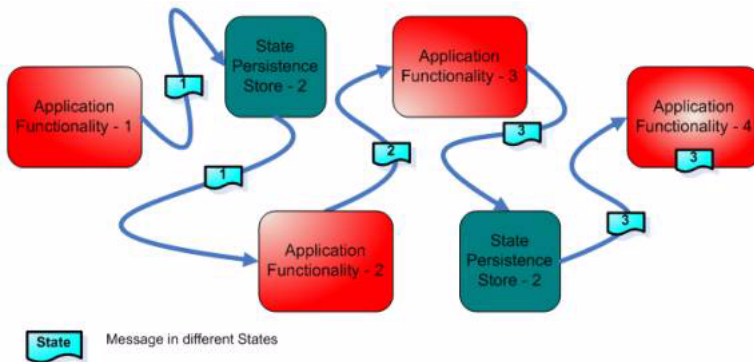 Application
Functionality - 1
1
State
Persistence
Store - 2
1
Application
Functionality - 2
2
Application
Functionality - 3
3
State
Persistence
Store - 2
3
Application
Functionality - 4
3
State
Message in different States